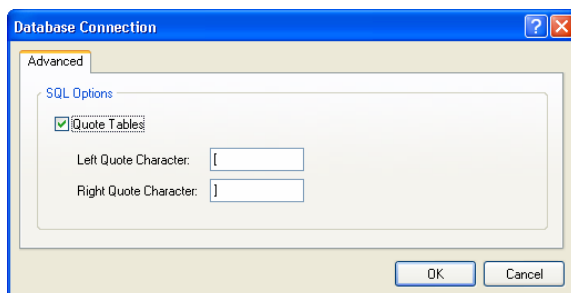 Database Connection
Advanced
SQL Options
Quote Tables
Left Quote Character: [
Right Quote Character: ]
OK Cancel